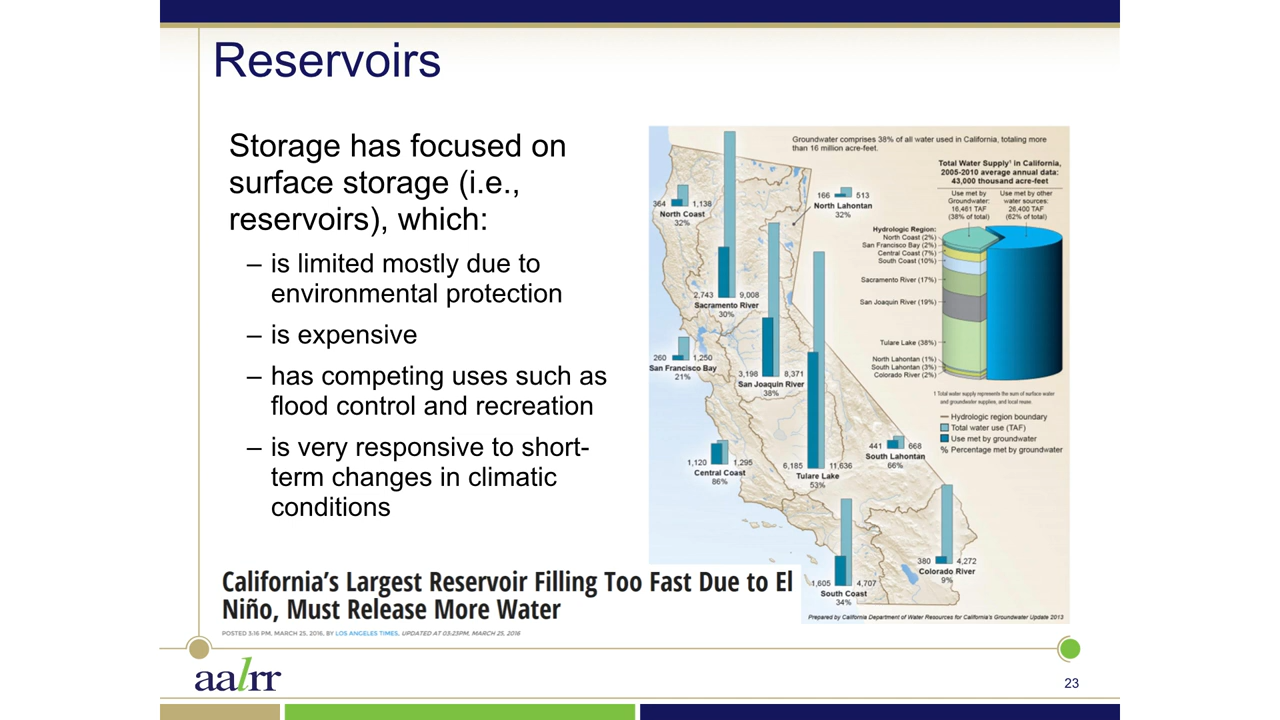 Reservoirs
Storage has focused on
surface storage (i.e.,
reservoirs), which:
– is limited mostly due to
environmental protection
– is expensive
– has competing uses such as
flood control and recreation
– is very responsive to short-
term changes in climatic
conditions
Groundwater comprises 38% of all water used in California, totaling more
than 16 million acre-feet.
Total Water Supply¹ in California,
2005-2010 average annual data:
43,000 thousand acre-feet
Use met by
Groundwater:
16,461 TAF
(38% of total)
Use met by other
water sources:
26,400 TAF
(62% of total)
Hydrologic Region:
North Coast (2%)
San Francisco Bay (2%)
Central Coast (7%)
South Coast (10%)
Sacramento River (17%)
San Joaquin River (19%)
Tulare Lake (38%)
North Lahontan (1%)
South Lahontan (3%)
Colorado River (2%)
1 Total water supply represents the sum of surface water
and groundwater supplies, and local reuse.
Hydrologic region boundary
Total water use (TAF)
Use met by groundwater
% Percentage met by groundwater
364 1,138
North Coast
32%
166 513
North Lahontan
32%
2,743 9,008
Sacramento River
30%
260 1,250
San Francisco Bay
21%
3,198 8,371
San Joaquin River
38%
1,120 1,295
Central Coast
86%
6,185 11,636
Tulare Lake
53%
441 668
South Lahontan
66%
1,605 4,707
South Coast
34%
380 4,272
Colorado River
9%
Prepared by California Department of Water Resources for California's Groundwater Update 2013
California's Largest Reservoir Filling Too Fast Due to El
Niño, Must Release More Water
POSTED 3:16 PM, MARCH 25, 2016, BY LOS ANGELES TIMES, UPDATED AT 03:23PM, MARCH 25, 2016
aalrr
23